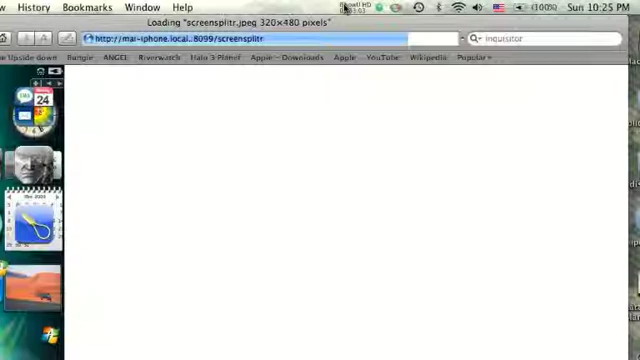 History Bookmarks Window Help (100%) Sun 10:25 PM
Loading "screensplitr.jpeg 320×480 pixels"
http://mai-iphone.local.:8099/screensplitr inquisitor
Upside down Bungie ANGEL Riverwatch Halo 3 Planet Apple - Downloads Apple YouTube Wikipedia Popular
24